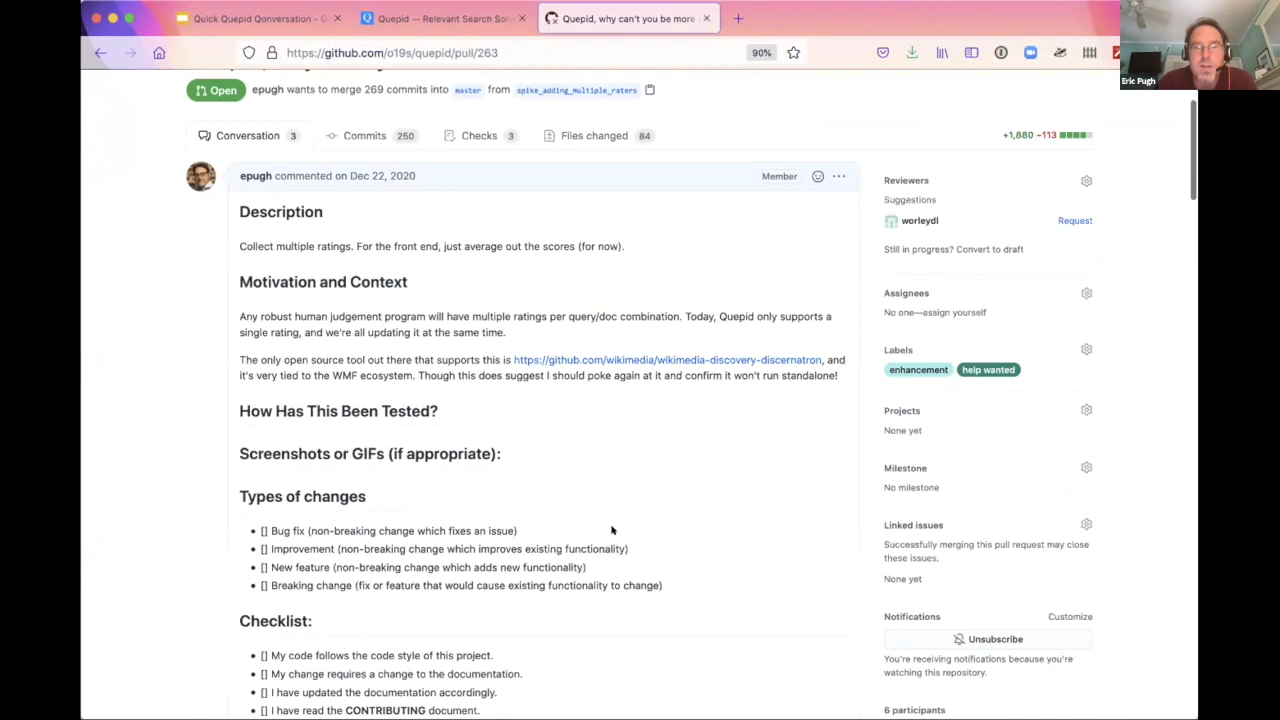 Quick Quepid Qonversation - G
Quepid — Relevant Search Solu
Quepid, why can't you be more
https://github.com/o19s/quepid/pull/263
90%
Eric Pugh
Open
epugh wants to merge 269 commits into master from spike_adding_multiple_raters
Conversation 3
Commits 250
Checks 3
Files changed 84
+1,880 −113
epugh commented on Dec 22, 2020
Member
Description
Collect multiple ratings. For the front end, just average out the scores (for now).
Motivation and Context
Any robust human judgement program will have multiple ratings per query/doc combination. Today, Quepid only supports a
single rating, and we're all updating it at the same time.
The only open source tool out there that supports this is https://github.com/wikimedia/wikimedia-discovery-discernatron, and
it's very tied to the WMF ecosystem. Though this does suggest I should poke again at it and confirm it won't run standalone!
How Has This Been Tested?
Screenshots or GIFs (if appropriate):
Types of changes
• [] Bug fix (non-breaking change which fixes an issue)
• [] Improvement (non-breaking change which improves existing functionality)
• [] New feature (non-breaking change which adds new functionality)
• [] Breaking change (fix or feature that would cause existing functionality to change)
Checklist:
• [] My code follows the code style of this project.
• [] My change requires a change to the documentation.
• [] I have updated the documentation accordingly.
• [] I have read the CONTRIBUTING document.
Reviewers
Suggestions
worleydl
Request
Still in progress? Convert to draft
Assignees
No one—assign yourself
Labels
enhancement help wanted
Projects
None yet
Milestone
No milestone
Linked issues
Successfully merging this pull request may close
these issues.
None yet
Notifications
Customize
Unsubscribe
You're receiving notifications because you're
watching this repository.
6 participants